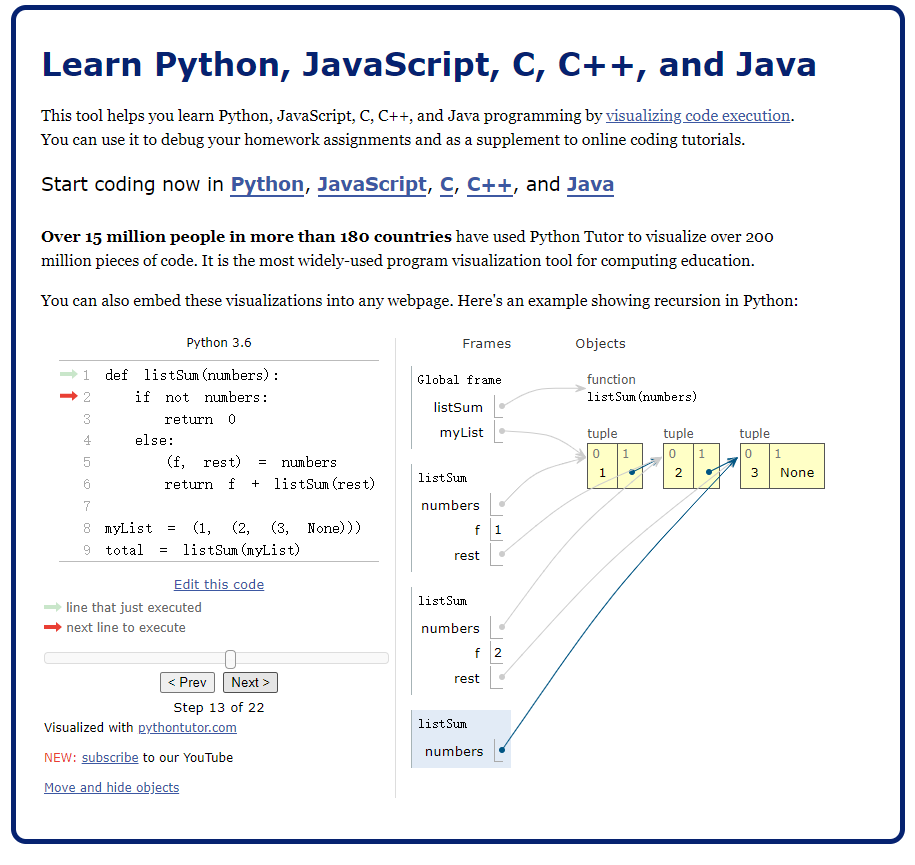 Learn Python, JavaScript, C, C++, and Java
This tool helps you learn Python, JavaScript, C, C++, and Java programming by visualizing code execution.
You can use it to debug your homework assignments and as a supplement to online coding tutorials.
Start coding now in Python, JavaScript, C, C++, and Java
Over 15 million people in more than 180 countries have used Python Tutor to visualize over 200
million pieces of code. It is the most widely-used program visualization tool for computing education.
You can also embed these visualizations into any webpage. Here's an example showing recursion in Python:
Python 3.6
1 def listSum(numbers):
2     if not numbers:
3         return 0
4     else:
5         (f, rest) = numbers
6         return f + listSum(rest)
7
8 myList = (1, (2, (3, None)))
9 total = listSum(myList)
Edit this code
line that just executed
next line to execute
< Prev Next >
Step 13 of 22
Visualized with pythontutor.com
NEW: subscribe to our YouTube
Move and hide objects
Frames Objects
Global frame
listSum
myList
function
listSum(numbers)
tuple tuple tuple
0 1 0 1 0 1
1 2 3 None
listSum
numbers
f 1
rest
listSum
numbers
f 2
rest
listSum
numbers